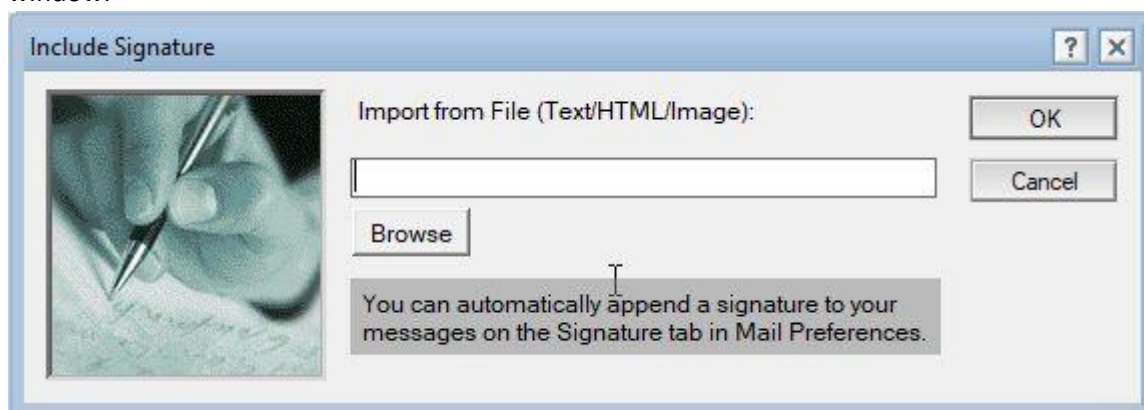 Include Signature
Import from File (Text/HTML/Image):
OK
Cancel
Browse
You can automatically append a signature to your
messages on the Signature tab in Mail Preferences.